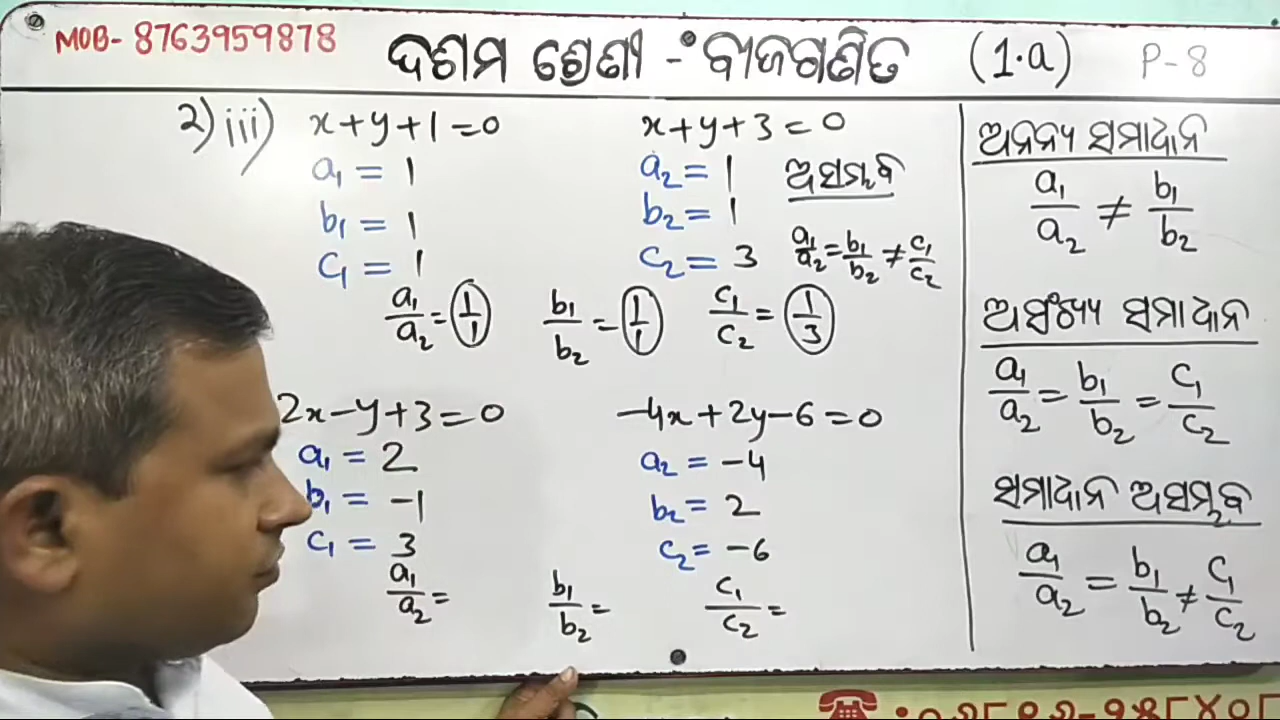 MOB- 8763959878 ଦଶମ ଶ୍ରେଣୀ - ବୀଜଗଣିତ (1.a) P-8
୨) iii) x+y+1=0 x+y+3=0
a₁ = 1 a₂ = 1 ଅସମ୍ଭବ
b₁ = 1 b₂ = 1
c₁ = 1 c₂ = 3 a₁/a₂ = b₁/b₂ ≠ c₁/c₂
a₁/a₂ = 1/1 b₁/b₂ = 1/1 c₁/c₂ = 1/3
2x-y+3=0 -4x+2y-6=0
a₁ = 2 a₂ = -4
b₁ = -1 b₂ = 2
c₁ = 3 c₂ = -6
a₁/a₂ = b₁/b₂ = c₁/c₂ =
ଅନନ୍ୟ ସମାଧାନ
a₁/a₂ ≠ b₁/b₂
ଅସଂଖ୍ୟ ସମାଧାନ
a₁/a₂ = b₁/b₂ = c₁/c₂
ସମାଧାନ ଅସମ୍ଭବ
a₁/a₂ = b₁/b₂ ≠ c₁/c₂